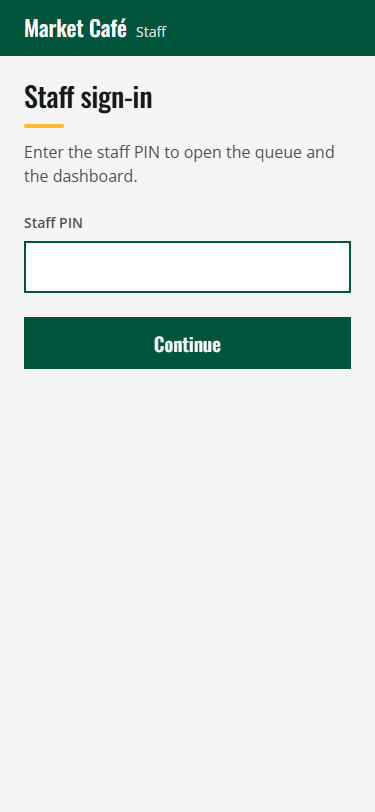 Market Café Staff
Staff sign-in
Enter the staff PIN to open the queue and
the dashboard.
Staff PIN
Continue